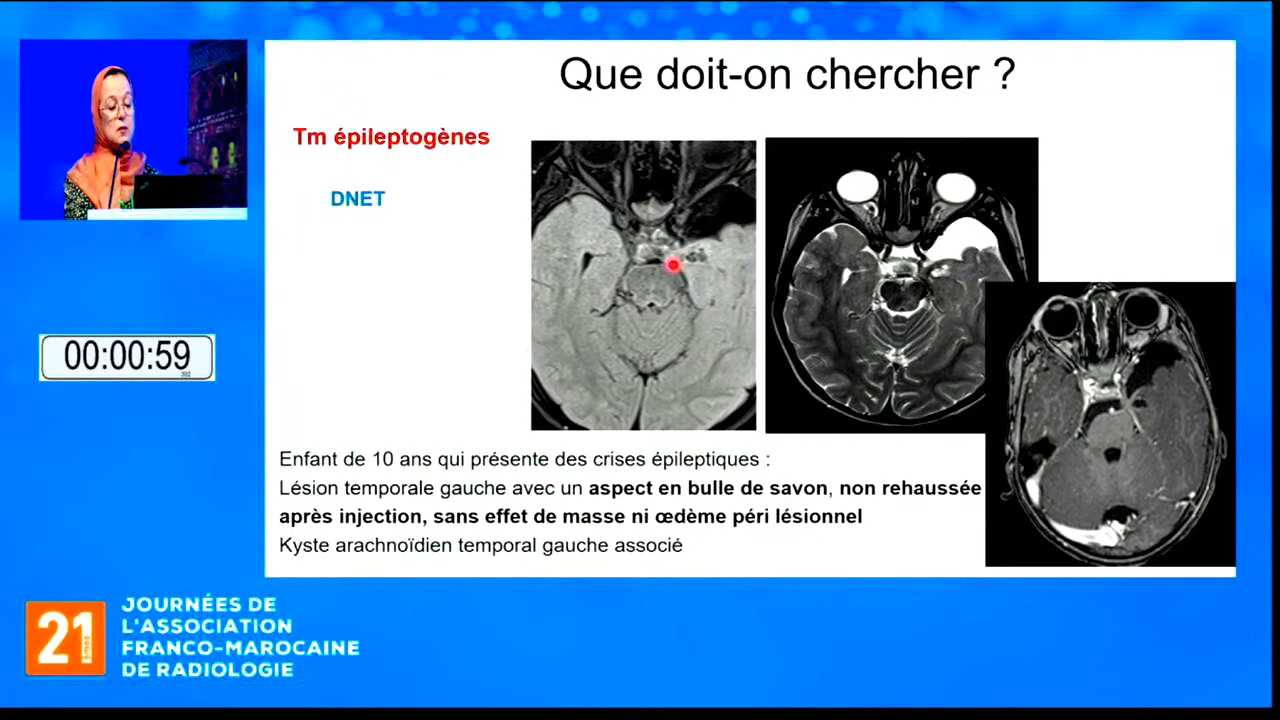 Que doit-on chercher ?
Tm épileptogènes
DNET
00:00:59
Enfant de 10 ans qui présente des crises épileptiques :
Lésion temporale gauche avec un aspect en bulle de savon, non rehaussée
après injection, sans effet de masse ni œdème péri lésionnel
Kyste arachnoïdien temporal gauche associé
21
èmes
JOURNÉES DE
L'ASSOCIATION
FRANCO-MAROCAINE
DE RADIOLOGIE